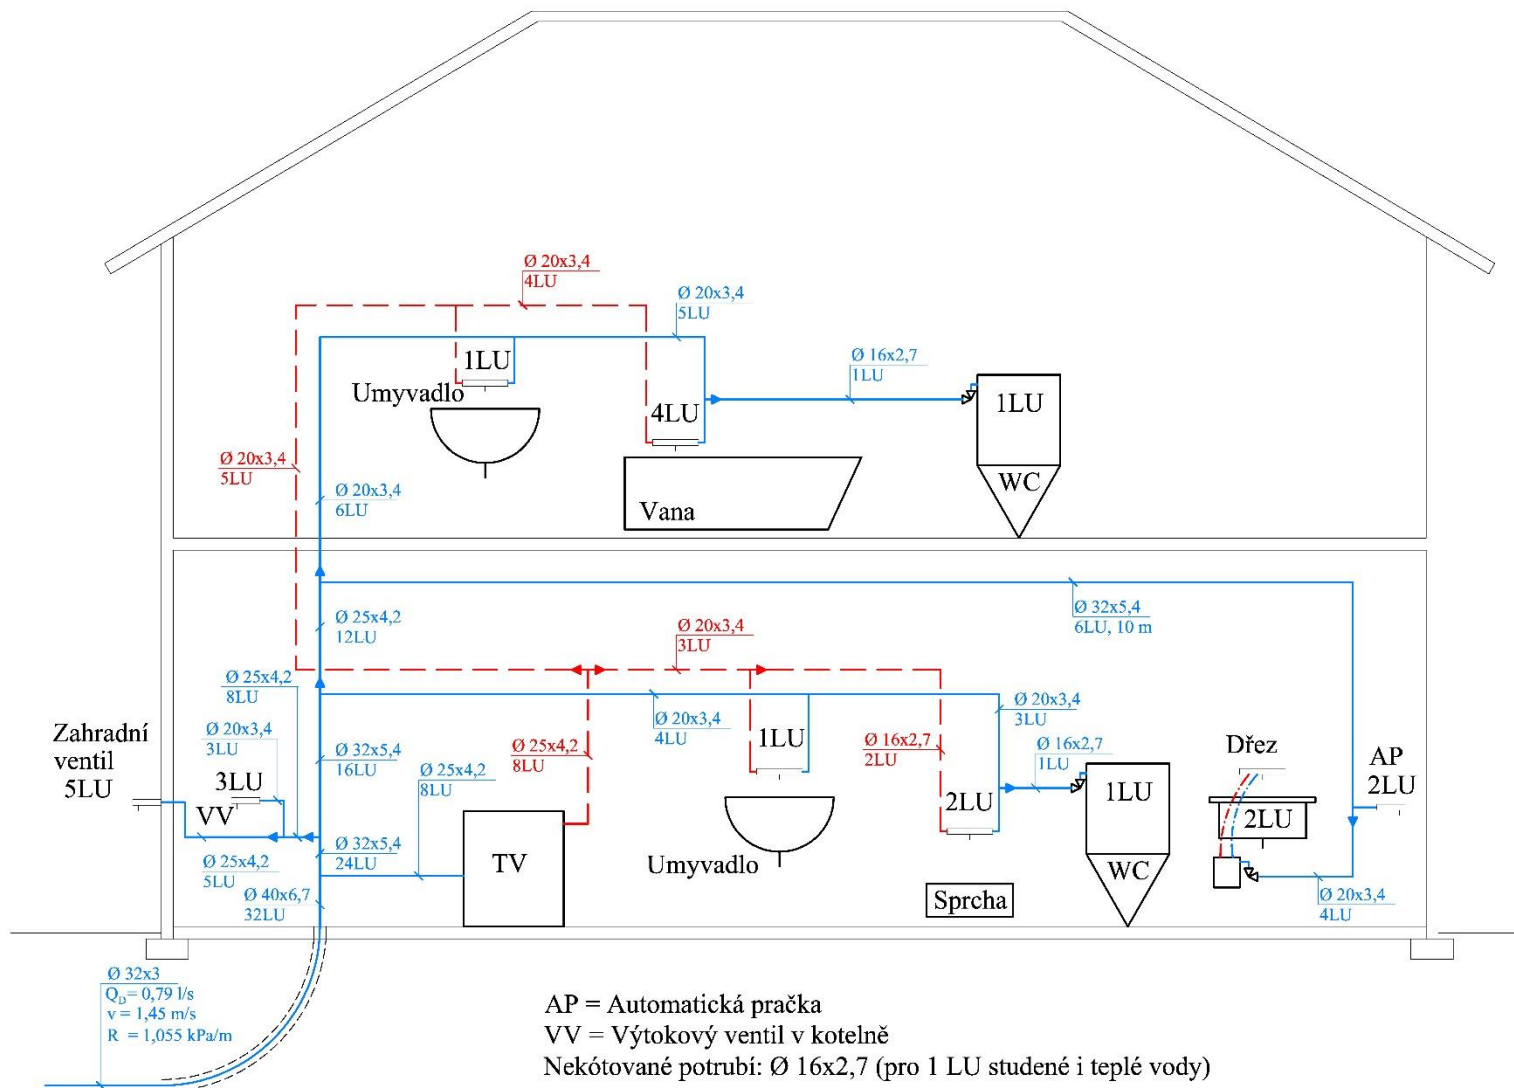 Ø 20x3,4
4LU
Ø 20x3,4
5LU
Ø 16x2,7
1LU
1LU
Umyvadlo
4LU
1LU
Ø 20x3,4
5LU
Ø 20x3,4
6LU
Vana
WC
Ø 25x4,2
12LU
Ø 32x5,4
6LU, 10 m
Ø 20x3,4
3LU
Ø 25x4,2
8LU
Ø 20x3,4
3LU
Ø 20x3,4
4LU
Ø 20x3,4
3LU
Zahradní
ventil
5LU
3LU
VV
Ø 32x5,4
16LU
Ø 25x4,2
8LU
Ø 25x4,2
8LU
1LU
Ø 16x2,7
2LU
Ø 16x2,7
1LU
Dřez
AP
2LU
2LU
1LU
2LU
Ø 25x4,2
5LU
Ø 32x5,4
24LU
TV
Umyvadlo
WC
Ø 40x6,7
32LU
Sprcha
Ø 20x3,4
4LU
Ø 32x3
QD= 0,79 l/s
v = 1,45 m/s
R = 1,055 kPa/m
AP = Automatická pračka
VV = Výtokový ventil v kotelně
Nekótované potrubí: Ø 16x2,7 (pro 1 LU studené i teplé vody)